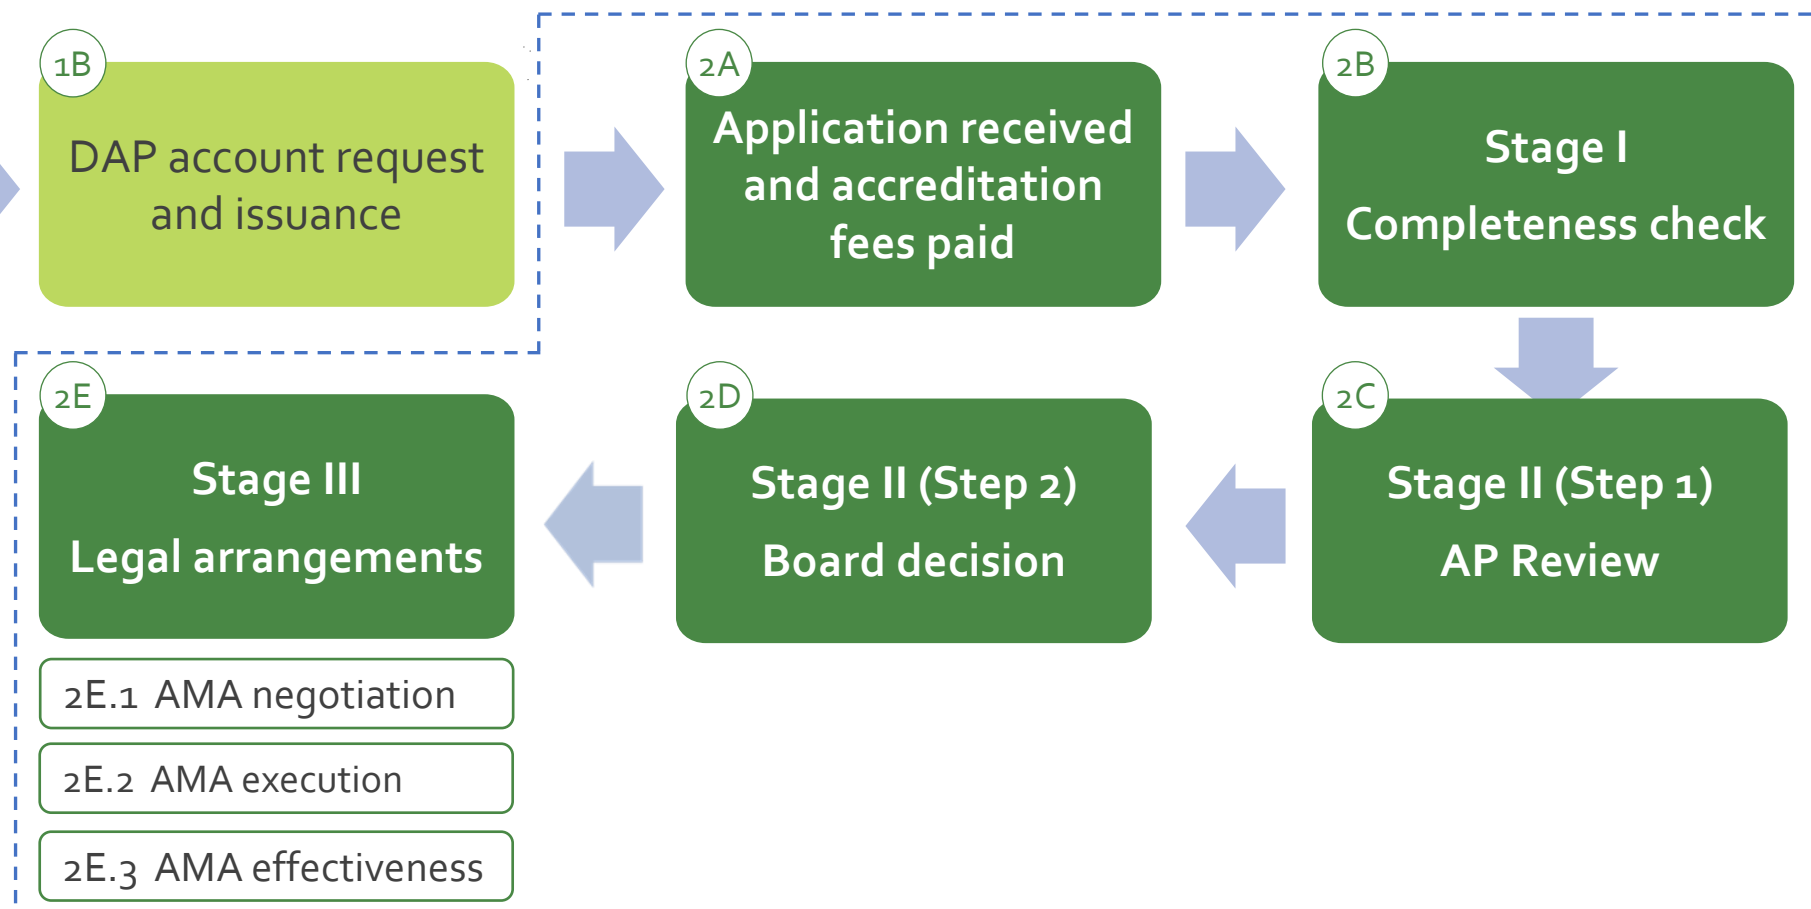 1B
DAP account request
and issuance
2A
Application received
and accreditation
fees paid
2B
Stage I
Completeness check
2C
Stage II (Step 1)
AP Review
2D
Stage II (Step 2)
Board decision
2E
Stage III
Legal arrangements
2E.1 AMA negotiation
2E.2 AMA execution
2E.3 AMA effectiveness